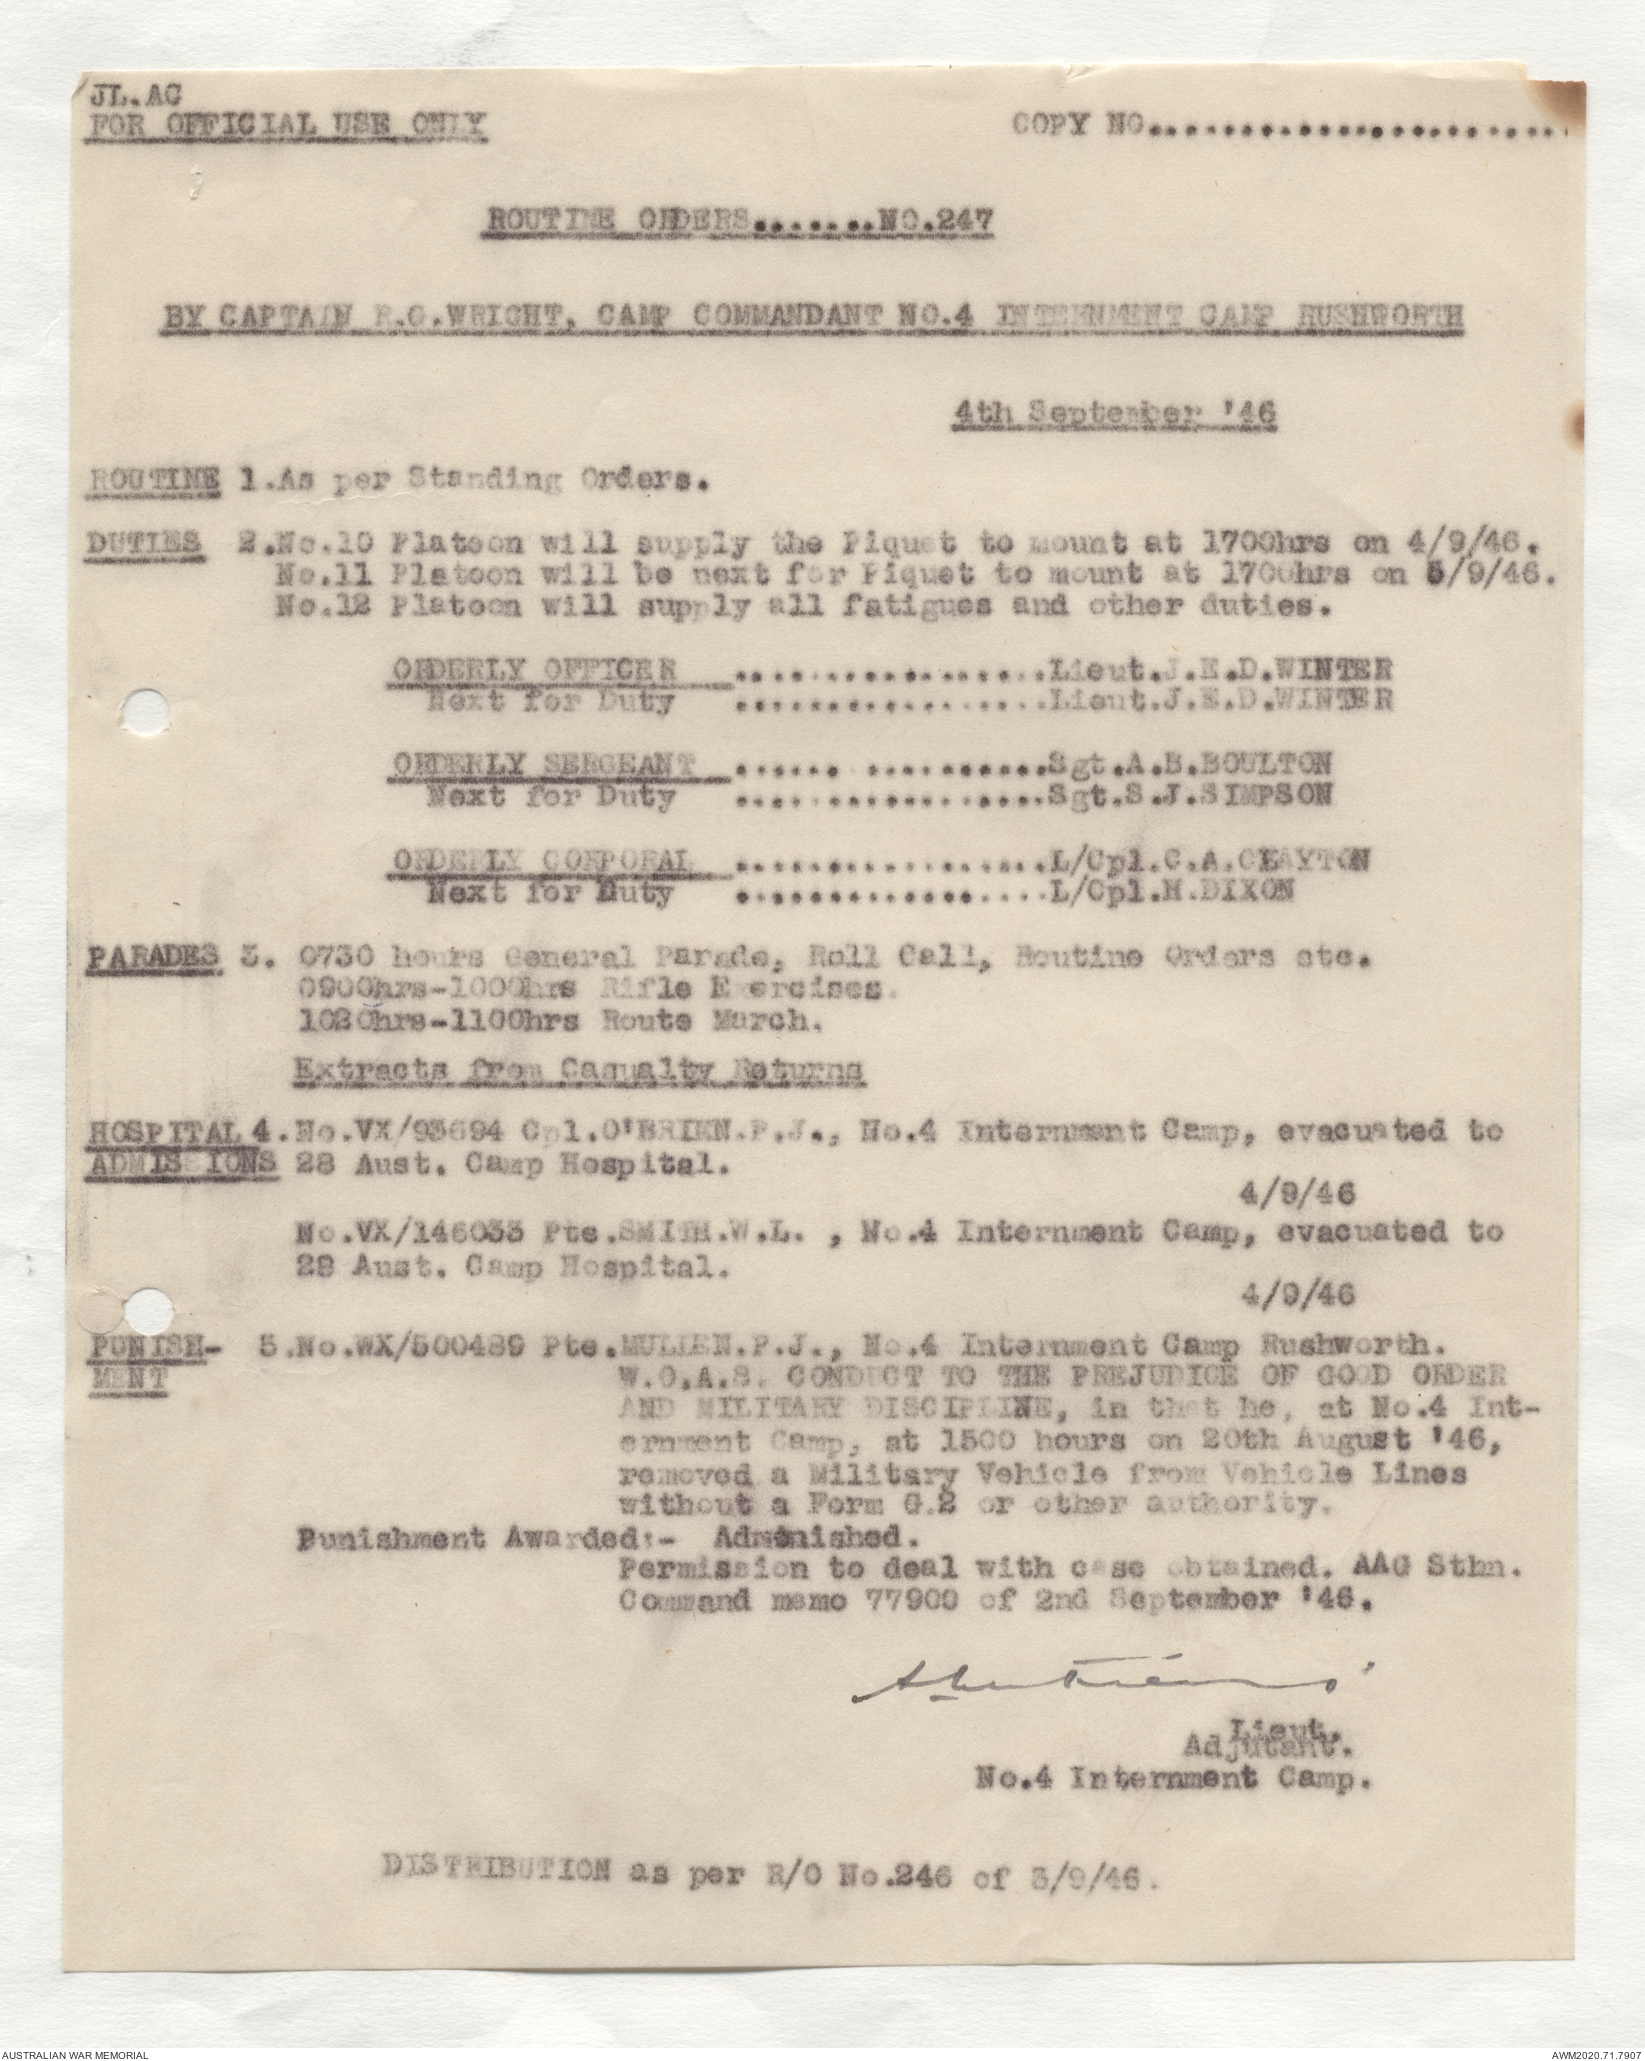 JL.AG
FOR OFFICIAL USE ONLY
COPY NO.......................
ROUTINE ORDERS.......NO.247
BY CAPTAIN R.G.WRIGHT, CAMP COMMANDANT NO.4 INTERNMENT CAMP RUSHWORTH
4th September '46
ROUTINE 1.As per Standing Orders.
DUTIES 2.No.10 Platoon will supply the Piquet to mount at 1700hrs on 4/9/46.
No.11 Platoon will be next for Piquet to mount at 1700hrs on 5/9/46.
No.12 Platoon will supply all fatigues and other duties.
ORDERLY OFFICER .................Lieut.J.E.D.WINTER
Next for Duty .................Lieut.J.E.D.WINTER
ORDERLY SERGEANT ...... ..........Sgt.A.B.BOULTON
Next for Duty .................Sgt.S.J.SIMPSON
ORDERLY CORPORAL .................L/Cpl.C.A.CLAYTON
Next for Duty .................L/Cpl.H.DIXON
PARADES 3. 0730 hours General Parade, Roll Call, Routine Orders etc.
0900hrs-1000hrs Rifle Exercises.
1020hrs-1100hrs Route March.
Extracts from Casualty Returns
HOSPITAL 4.No.VX/93694 Cpl.O'BRIEN.P.J., No.4 Internment Camp, evacuated to
ADMISSIONS 28 Aust. Camp Hospital.
4/9/46
No.VX/146033 Pte.SMITH.W.L. , No.4 Internment Camp, evacuated to
28 Aust. Camp Hospital.
4/9/46
PUNISH- 5.No.WX/500489 Pte.MULLEN.P.J., No.4 Internment Camp Rushworth.
MENT W.O.A.S. CONDUCT TO THE PREJUDICE OF GOOD ORDER
AND MILITARY DISCIPLINE, in that he, at No.4 Int-
ernment Camp, at 1500 hours on 20th August '46,
removed a Military Vehicle from Vehicle Lines
without a Form G.2 or other authority.
Punishment Awarded:- Admonished.
Permission to deal with case obtained. AAG Sthn.
Command memo 77900 of 2nd September '46.
Lieut.
Adjutant.
No.4 Internment Camp.
DISTRIBUTION as per R/O No.246 of 3/9/46.
AUSTRALIAN WAR MEMORIAL
AWM2020.71.7907